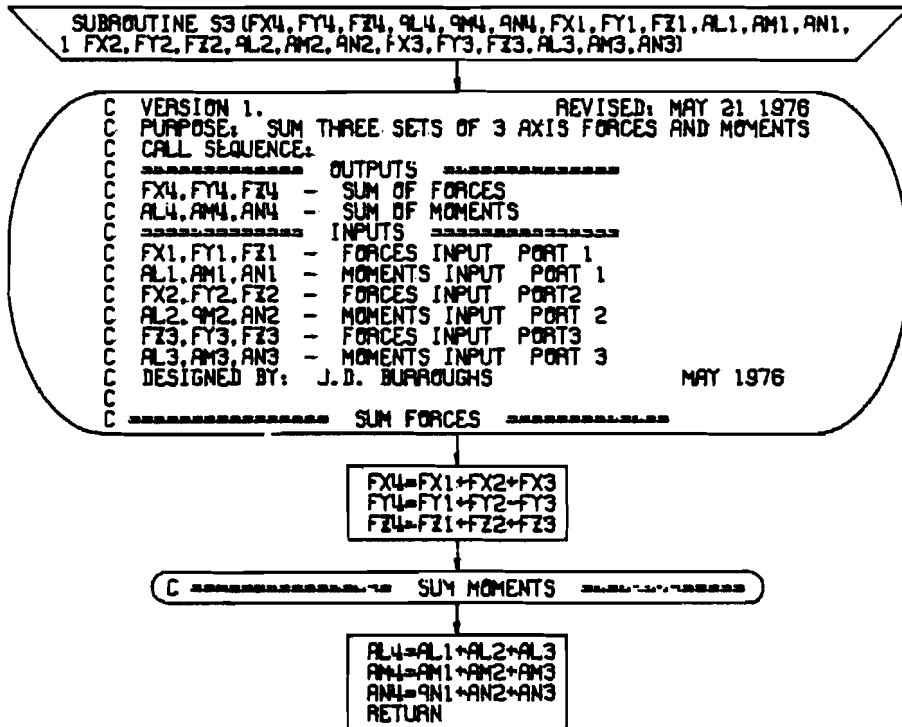 SUBROUTINE S3(FX4,FY4,FZ4,AL4,AM4,AN4,FX1,FY1,FZ1,AL1,AM1,AN1,
1 FX2,FY2,FZ2,AL2,AM2,AN2,FX3,FY3,FZ3,AL3,AM3,AN3)
C VERSION 1. REVISED: MAY 21 1976
C PURPOSE: SUM THREE SETS OF 3 AXIS FORCES AND MOMENTS
C CALL SEQUENCE:
C ============== OUTPUTS ===============
C FX4,FY4,FZ4 - SUM OF FORCES
C AL4,AM4,AN4 - SUM OF MOMENTS
C ============== INPUTS ================
C FX1,FY1,FZ1 - FORCES INPUT PORT 1
C AL1,AM1,AN1 - MOMENTS INPUT PORT 1
C FX2,FY2,FZ2 - FORCES INPUT PORT2
C AL2,AM2,AN2 - MOMENTS INPUT PORT 2
C FZ3,FY3,FZ3 - FORCES INPUT PORT3
C AL3,AM3,AN3 - MOMENTS INPUT PORT 3
C DESIGNED BY: J.D. BURROUGHS MAY 1976
C
C ================= SUM FORCES ==============
FX4=FX1+FX2+FX3
FY4=FY1+FY2+FY3
FZ4=FZ1+FZ2+FZ3
C ================= SUM MOMENTS ==============
AL4=AL1+AL2+AL3
AM4=AM1+AM2+AM3
AN4=AN1+AN2+AN3
RETURN